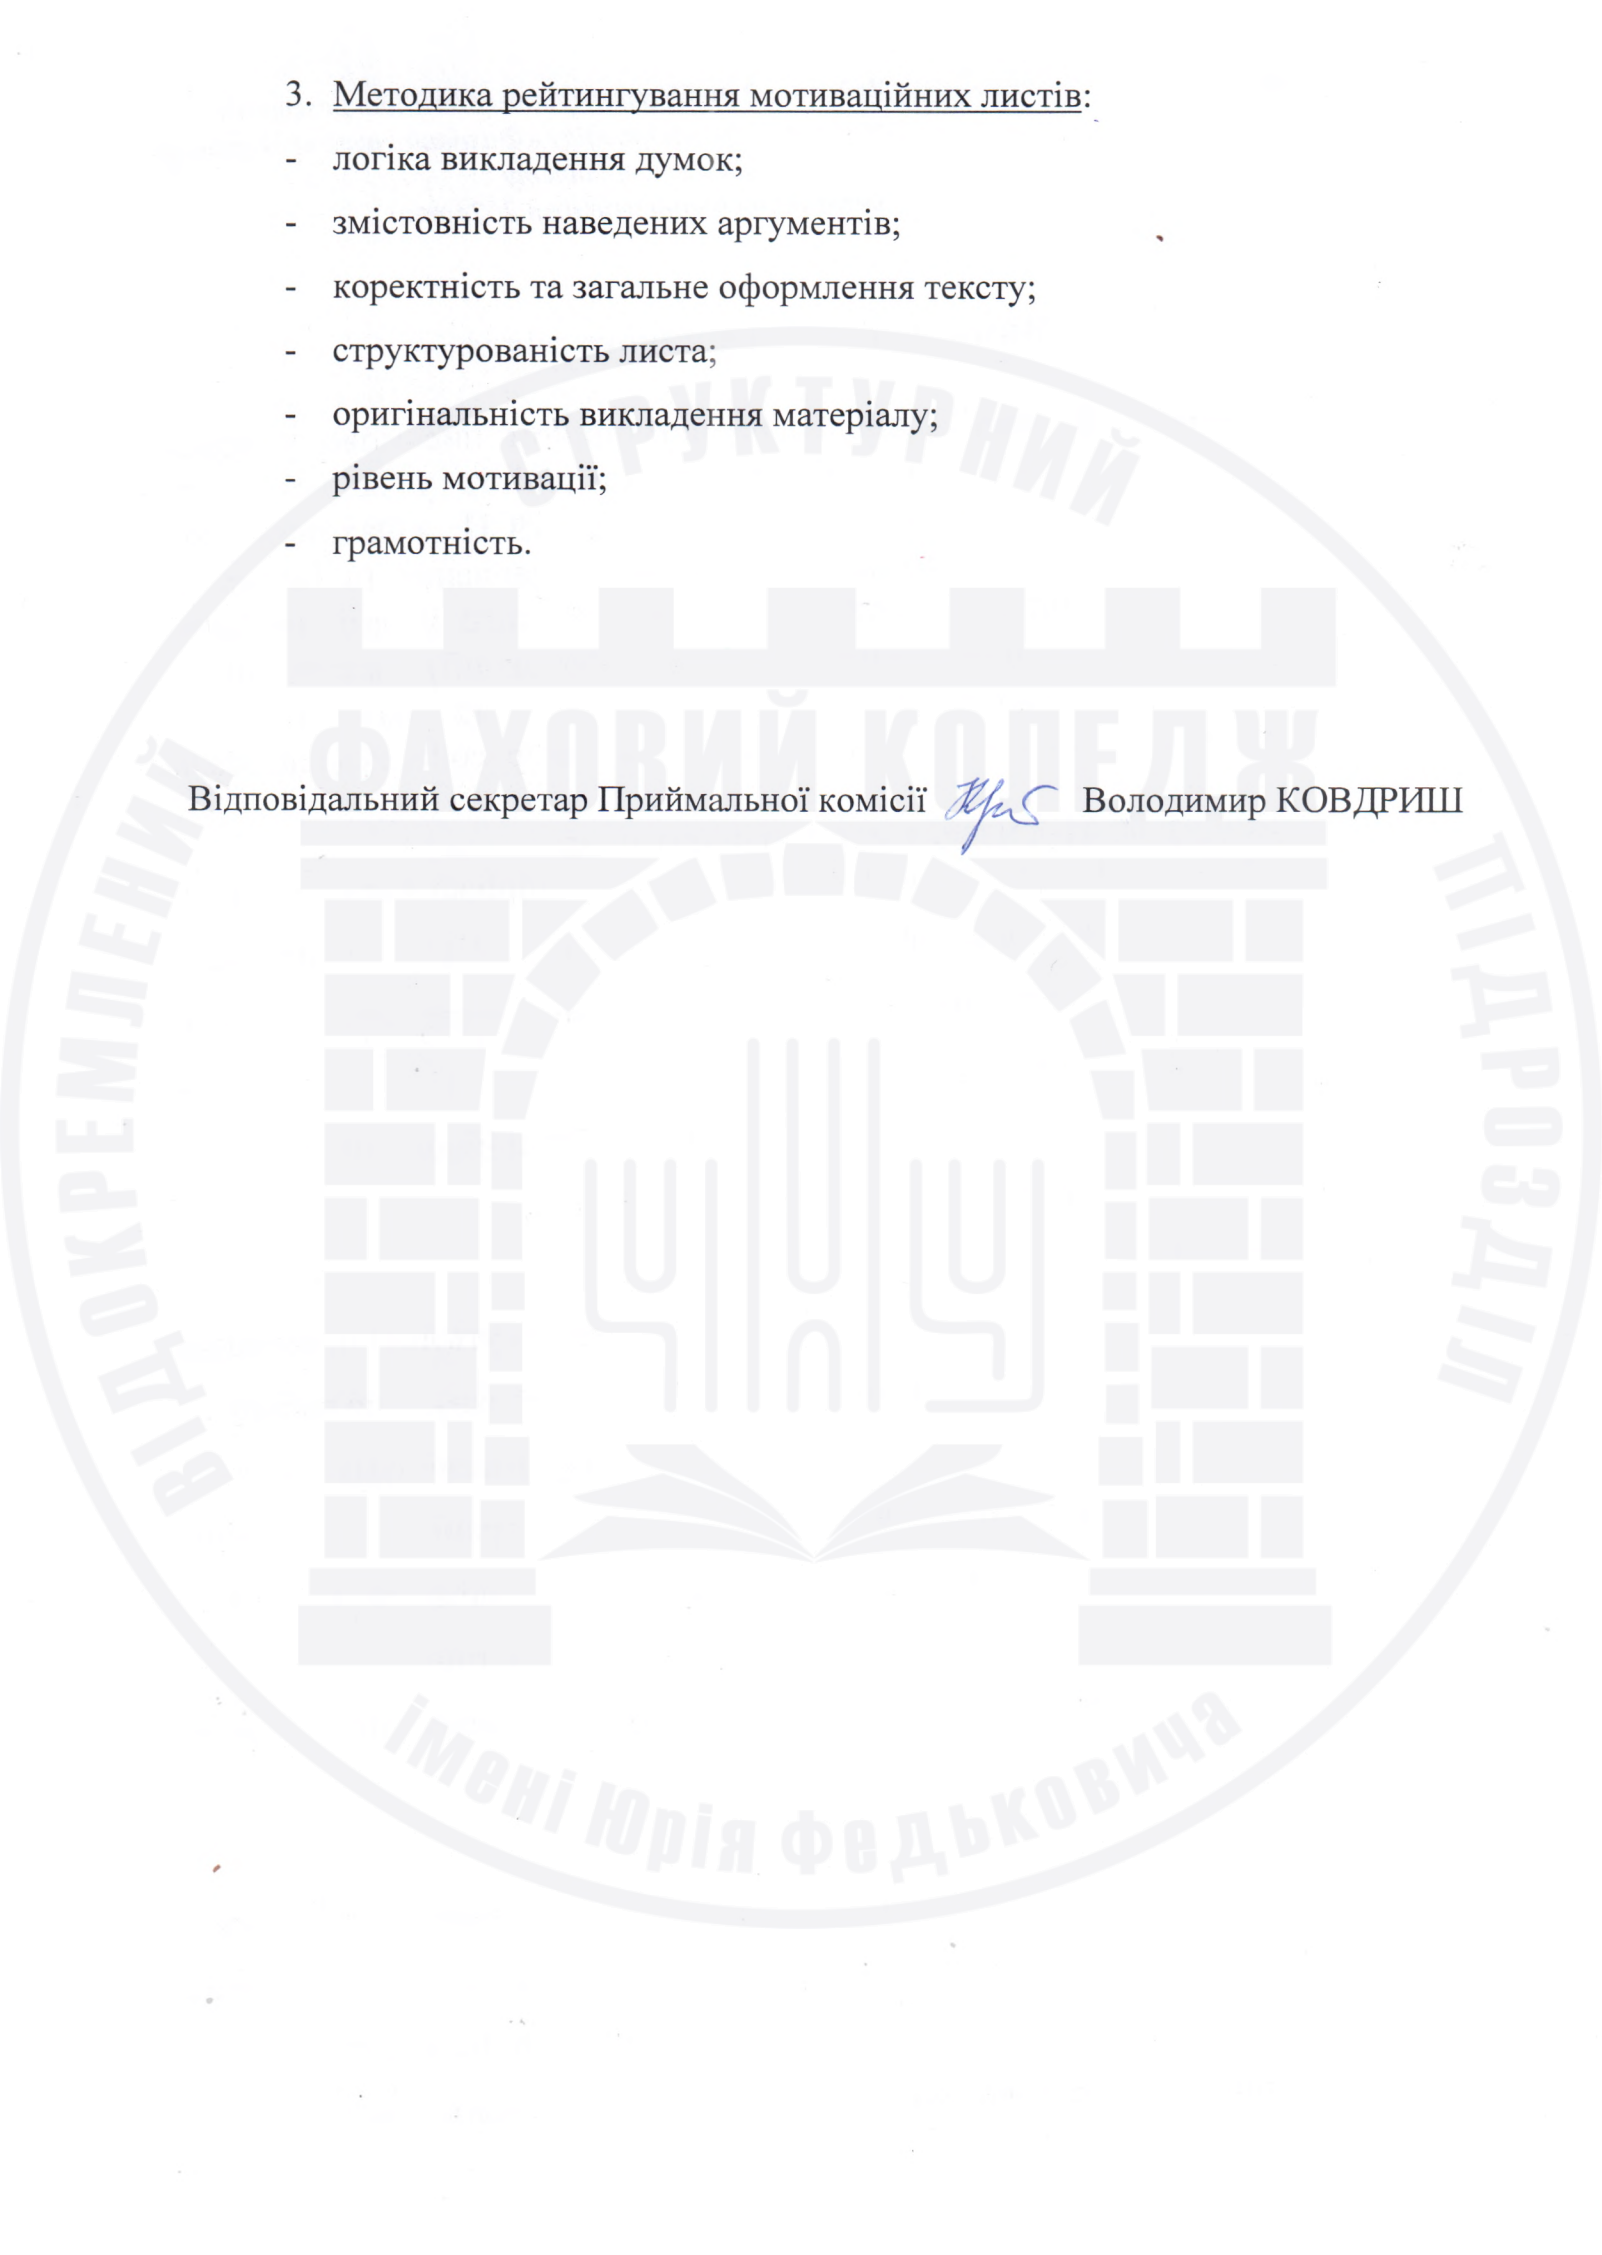 3. Методика рейтингування мотиваційних листів:
- логіка викладення думок;
- змістовність наведених аргументів;
- коректність та загальне оформлення тексту;
- структурованість листа;
- оригінальність викладення матеріалу;
- рівень мотивації;
- грамотність.
Відповідальний секретар Приймальної комісії Володимир КОВДРИШ
ВІДОКРЕМЛЕНИЙ
СТРУКТУРНИЙ
ПІДРОЗДІЛ
ФАХОВИЙ КОЛЕДЖ
ЧНУ
імені Юрія Федьковича